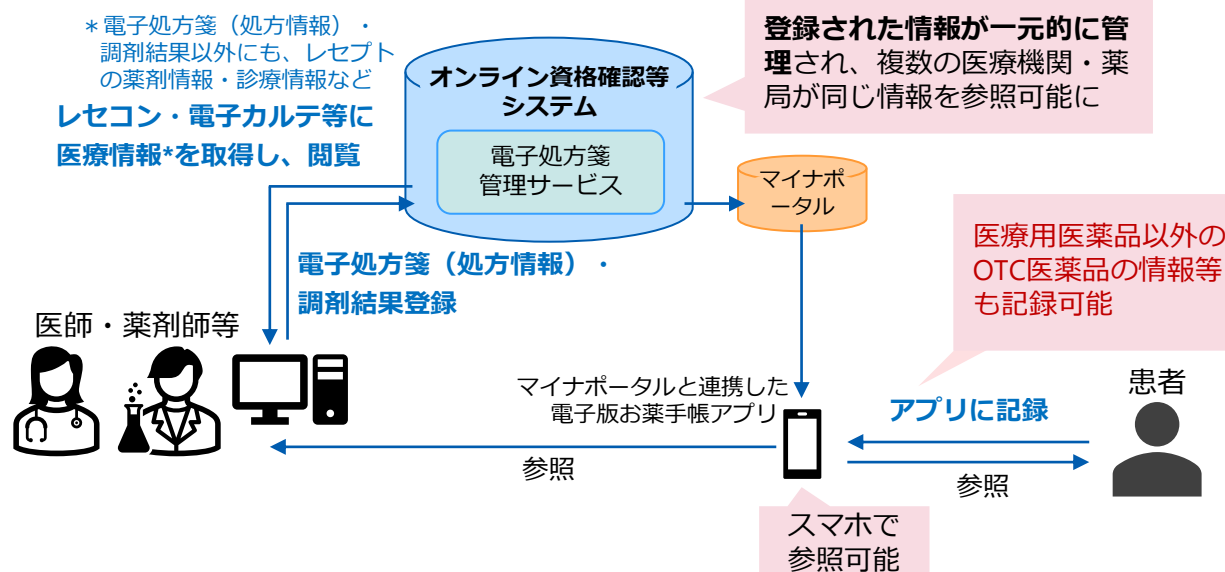 ＊電子処方箋（処方情報）・
調剤結果以外にも、レセプト
の薬剤情報・診療情報など
レセコン・電子カルテ等に
医療情報*を取得し、閲覧
オンライン資格確認等
システム
電子処方箋
管理サービス
登録された情報が一元的に管
理され、複数の医療機関・薬
局が同じ情報を参照可能に
マイナポ
ータル
医療用医薬品以外の
OTC医薬品の情報等
も記録可能
電子処方箋（処方情報）・
調剤結果登録
医師・薬剤師等
マイナポータルと連携した
電子版お薬手帳アプリ
患者
アプリに記録
参照
参照
スマホで
参照可能